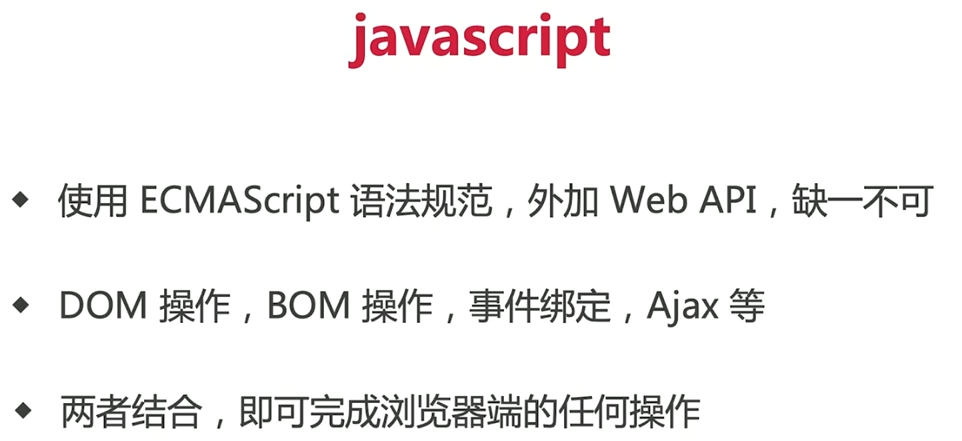 javascript
使用 ECMAScript 语法规范，外加 Web API，缺一不可
DOM 操作，BOM 操作，事件绑定，Ajax 等
两者结合，即可完成浏览器端的任何操作